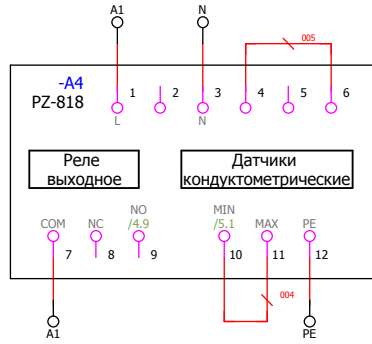 A1 N
005
-A4
PZ-818
1 2 3 4 5 6
L N
Реле
выходное
Датчики
кондуктометрические
NO MIN
COM NC /4.9 /5.1 MAX PE
7 8 9 10 11 12
004
A1 PE